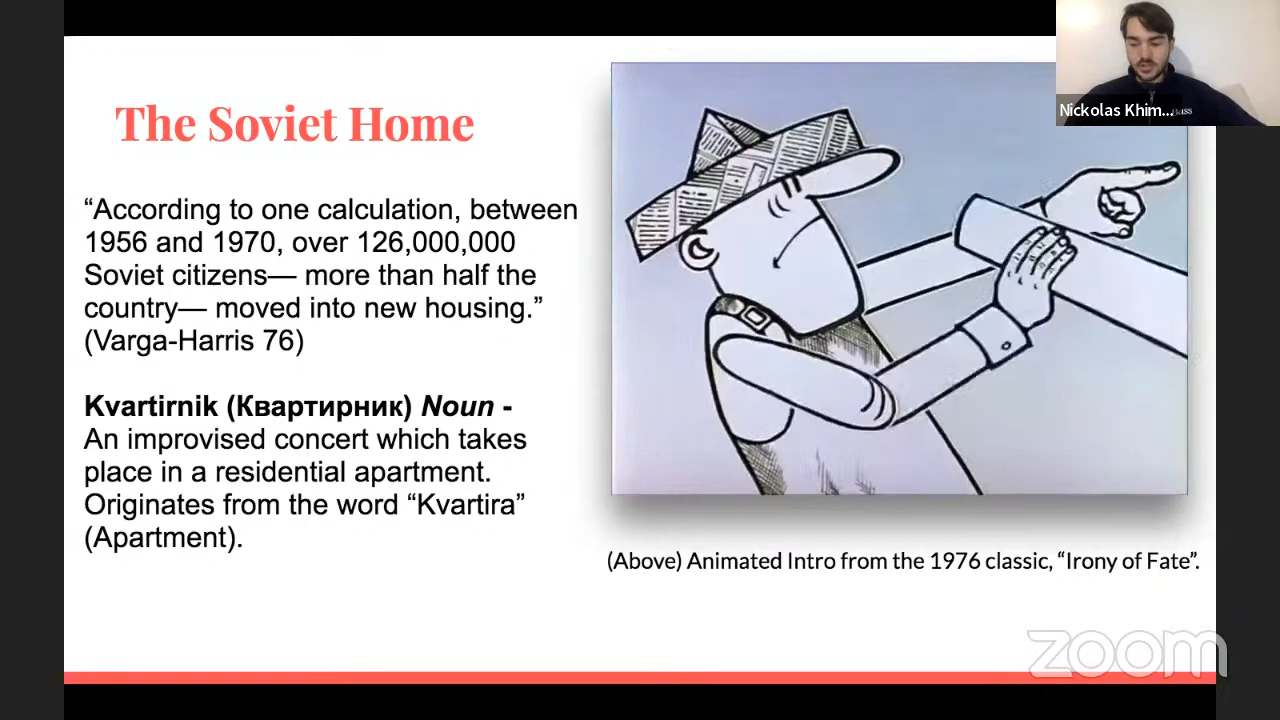 The Soviet Home
“According to one calculation, between
1956 and 1970, over 126,000,000
Soviet citizens— more than half the
country— moved into new housing.”
(Varga-Harris 76)
Kvartirnik (Квартирник) Noun -
An improvised concert which takes
place in a residential apartment.
Originates from the word “Kvartira”
(Apartment).
Nickolas Khim...
(Above) Animated Intro from the 1976 classic, “Irony of Fate”.
zoom